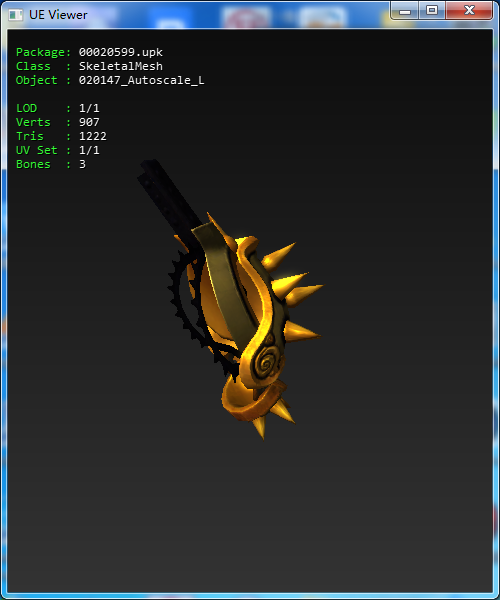 UE Viewer
Package: 00020599.upk
Class : SkeletalMesh
Object : 020147_Autoscale_L
LOD : 1/1
Verts : 907
Tris : 1222
UV Set : 1/1
Bones : 3